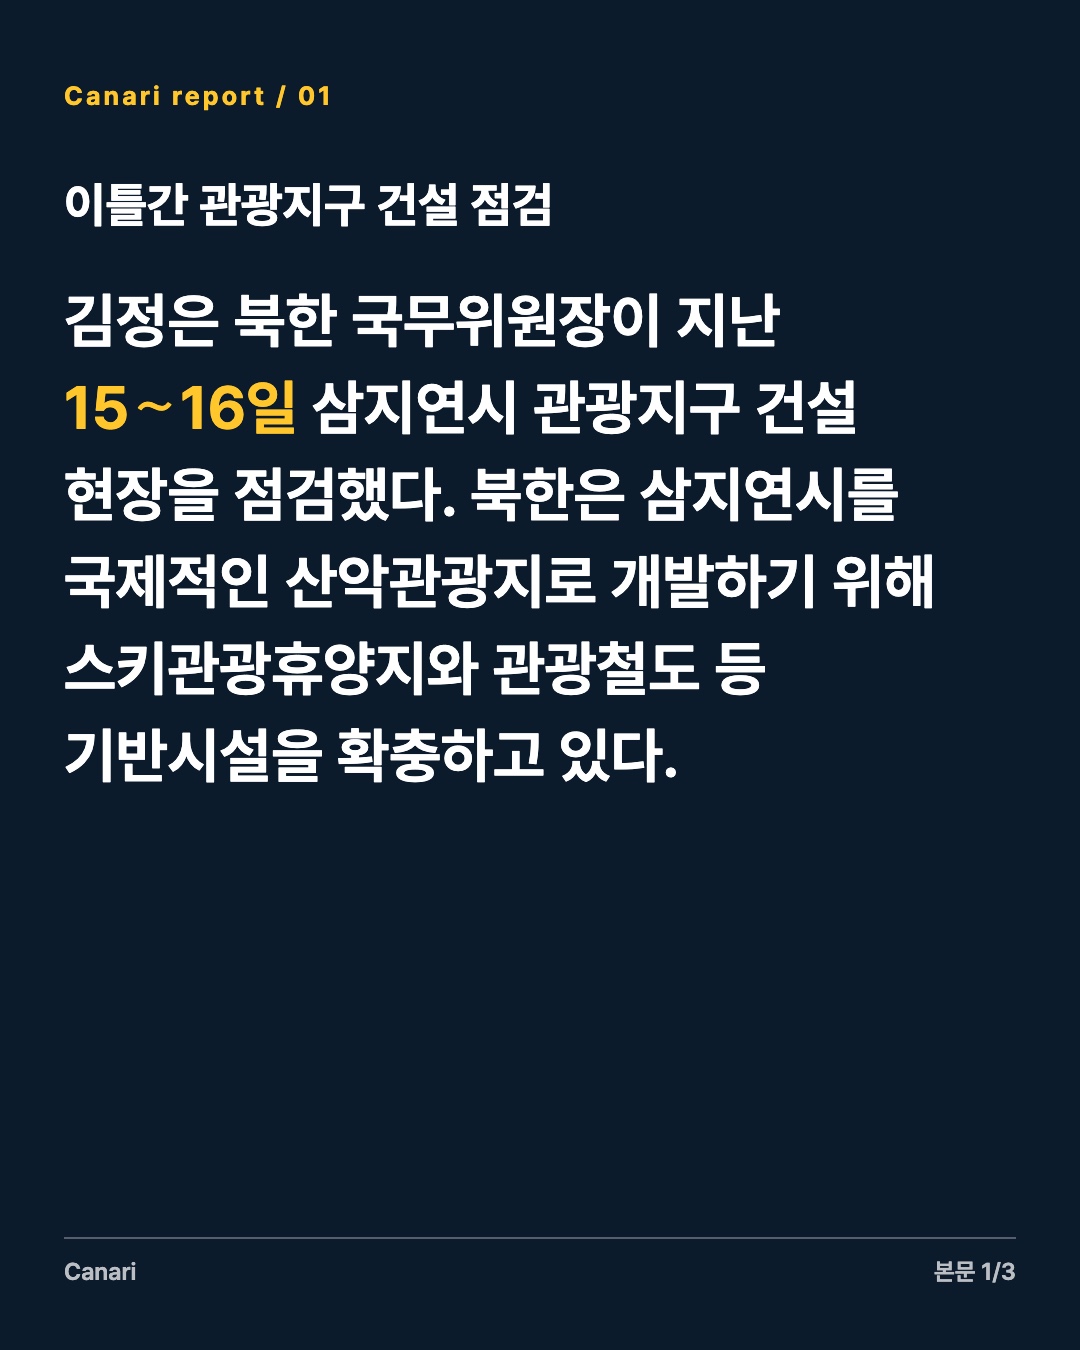 Canari report / 01
이틀간 관광지구 건설 점검
김정은 북한 국무위원장이 지난
15～16일 삼지연시 관광지구 건설
현장을 점검했다. 북한은 삼지연시를
국제적인 산악관광지로 개발하기 위해
스키관광휴양지와 관광철도 등
기반시설을 확충하고 있다.
Canari
본문 1/3